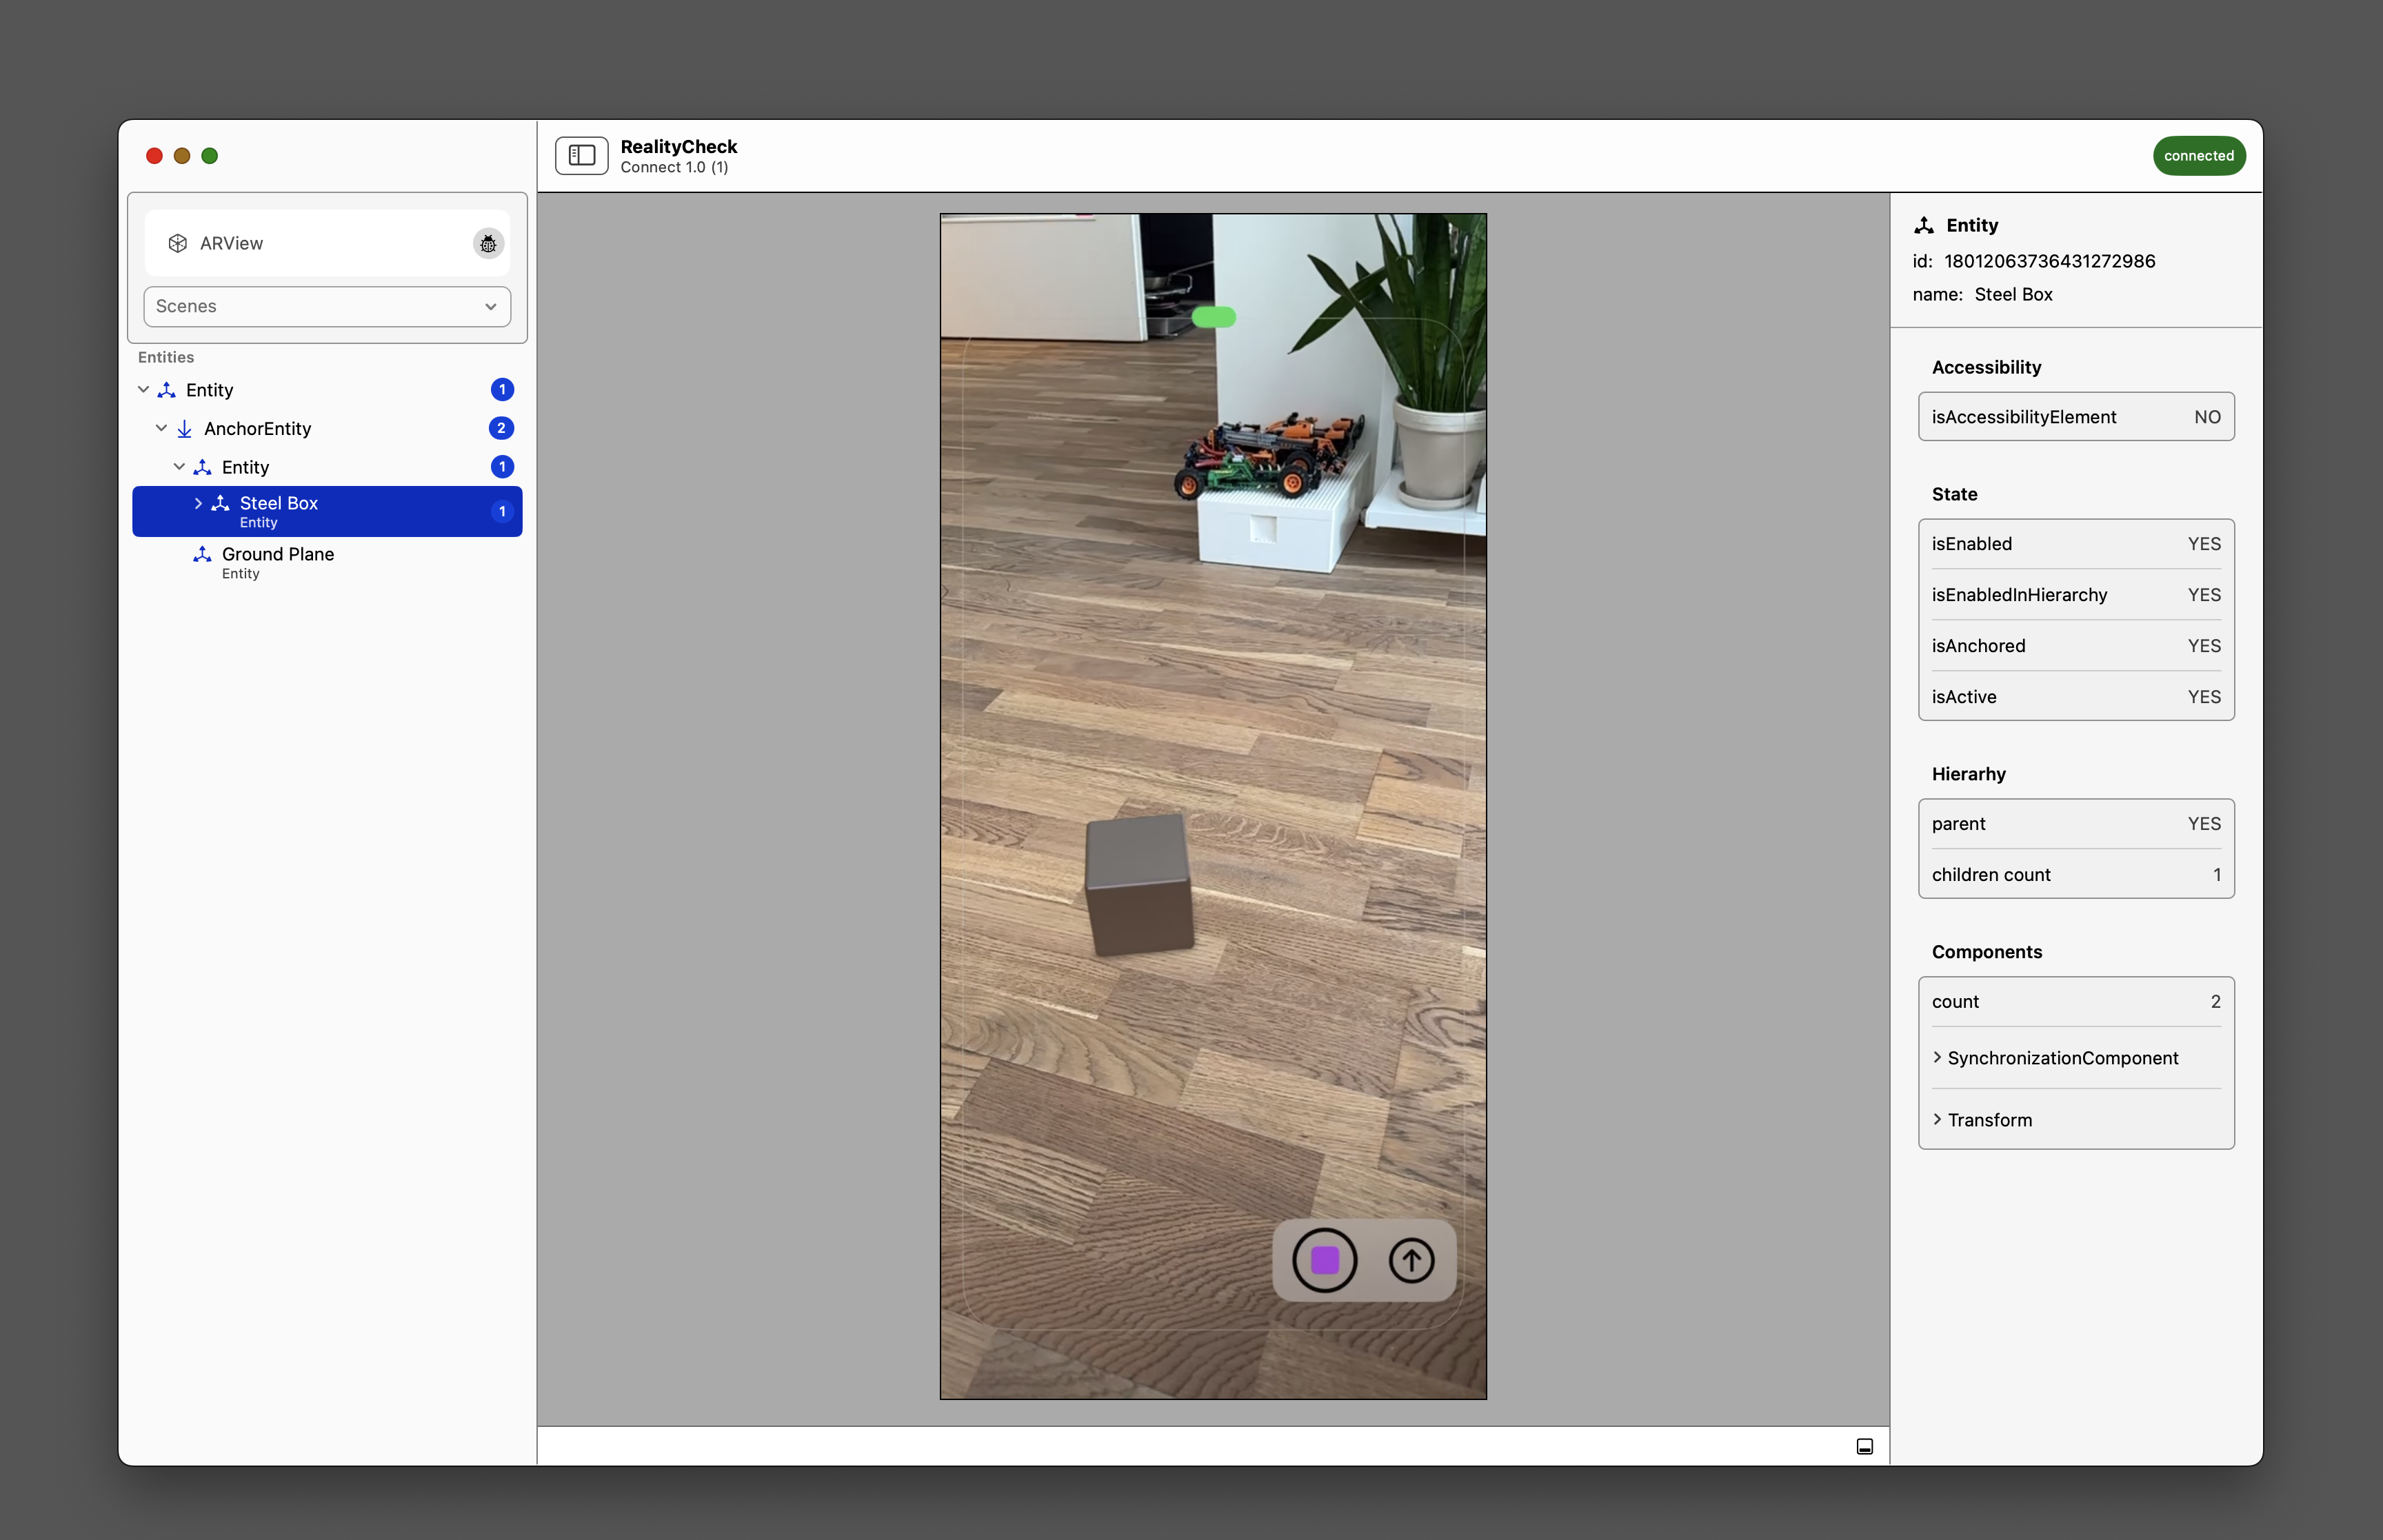 RealityCheck
Connect 1.0 (1)
connected
ARView
Scenes
Entities
Entity 1
AnchorEntity 2
Entity 1
Steel Box
Entity
1
Ground Plane
Entity
Entity
id: 18012063736431272986
name: Steel Box
Accessibility
isAccessibilityElement NO
State
isEnabled YES
isEnabledInHierarchy YES
isAnchored YES
isActive YES
Hierarhy
parent YES
children count 1
Components
count 2
SynchronizationComponent
Transform